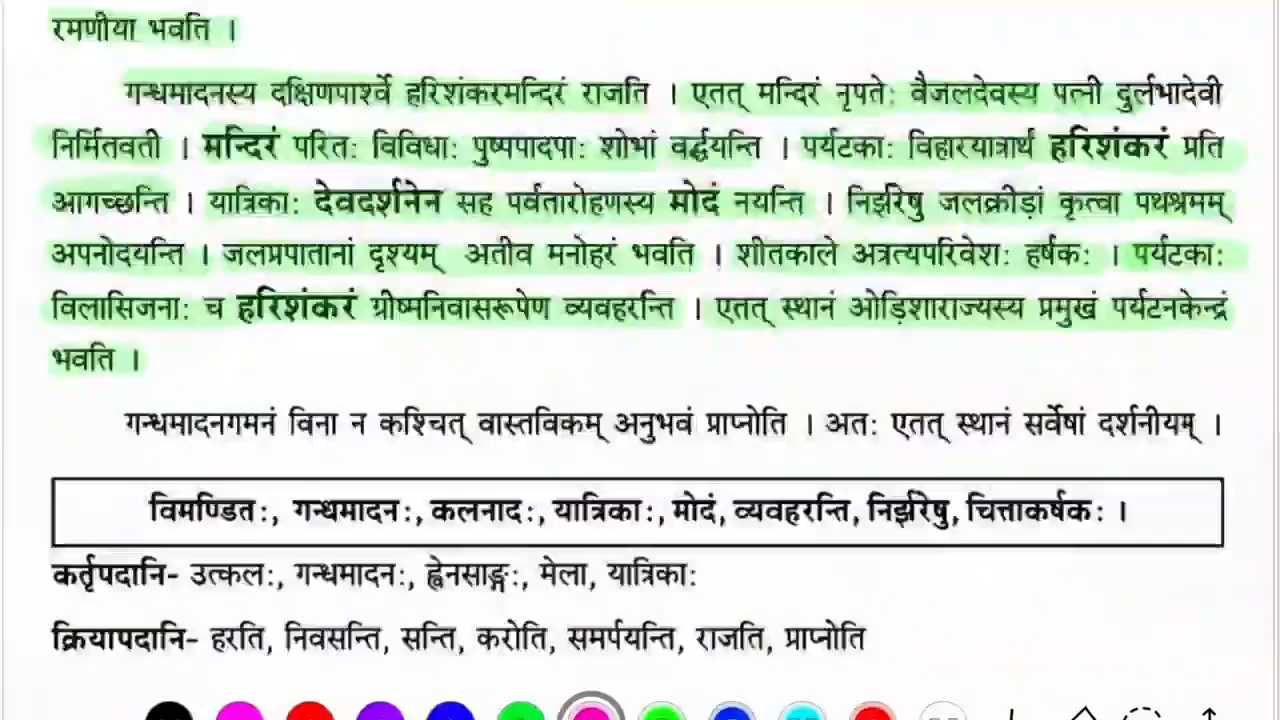 रमणीया भवति ।
गन्धमादनस्य दक्षिणपार्श्वे हरिशंकरमन्दिरं राजति । एतत् मन्दिरं नृपतेः वैजलदेवस्य पत्नी दुर्लभादेवी
निर्मितवती । मन्दिरं परितः विविधाः पुष्पपादपाः शोभां वर्द्धयन्ति । पर्यटकाः विहारयात्रार्थं हरिशंकरं प्रति
आगच्छन्ति । यात्रिकाः देवदर्शनेन सह पर्वतारोहणस्य मोदं नयन्ति । निर्झरेषु जलक्रीडां कृत्वा पथश्रमम्
अपनोदयन्ति । जलप्रपातानां दृश्यम् अतीव मनोहरं भवति । शीतकाले अत्रत्यपरिवेशः हर्षकः । पर्यटकाः
विलासिजनाः च हरिशंकरं ग्रीष्मनिवासरूपेण व्यवहरन्ति । एतत् स्थानं ओड़िशाराज्यस्य प्रमुखं पर्यटनकेन्द्रं
भवति ।
गन्धमादनगमनं विना न कश्चित् वास्तविकम् अनुभवं प्राप्नोति । अतः एतत् स्थानं सर्वेषां दर्शनीयम् ।
विमण्डितः, गन्धमादनः, कलनादः, यात्रिकाः, मोदं, व्यवहरन्ति, निर्झरेषु, चित्ताकर्षकः ।
कर्तृपदानि- उत्कलः, गन्धमादनः, ह्वेनसाङ्गः, मेला, यात्रिकाः
क्रियापदानि- हरति, निवसन्ति, सन्ति, करोति, समर्पयन्ति, राजति, प्राप्नोति